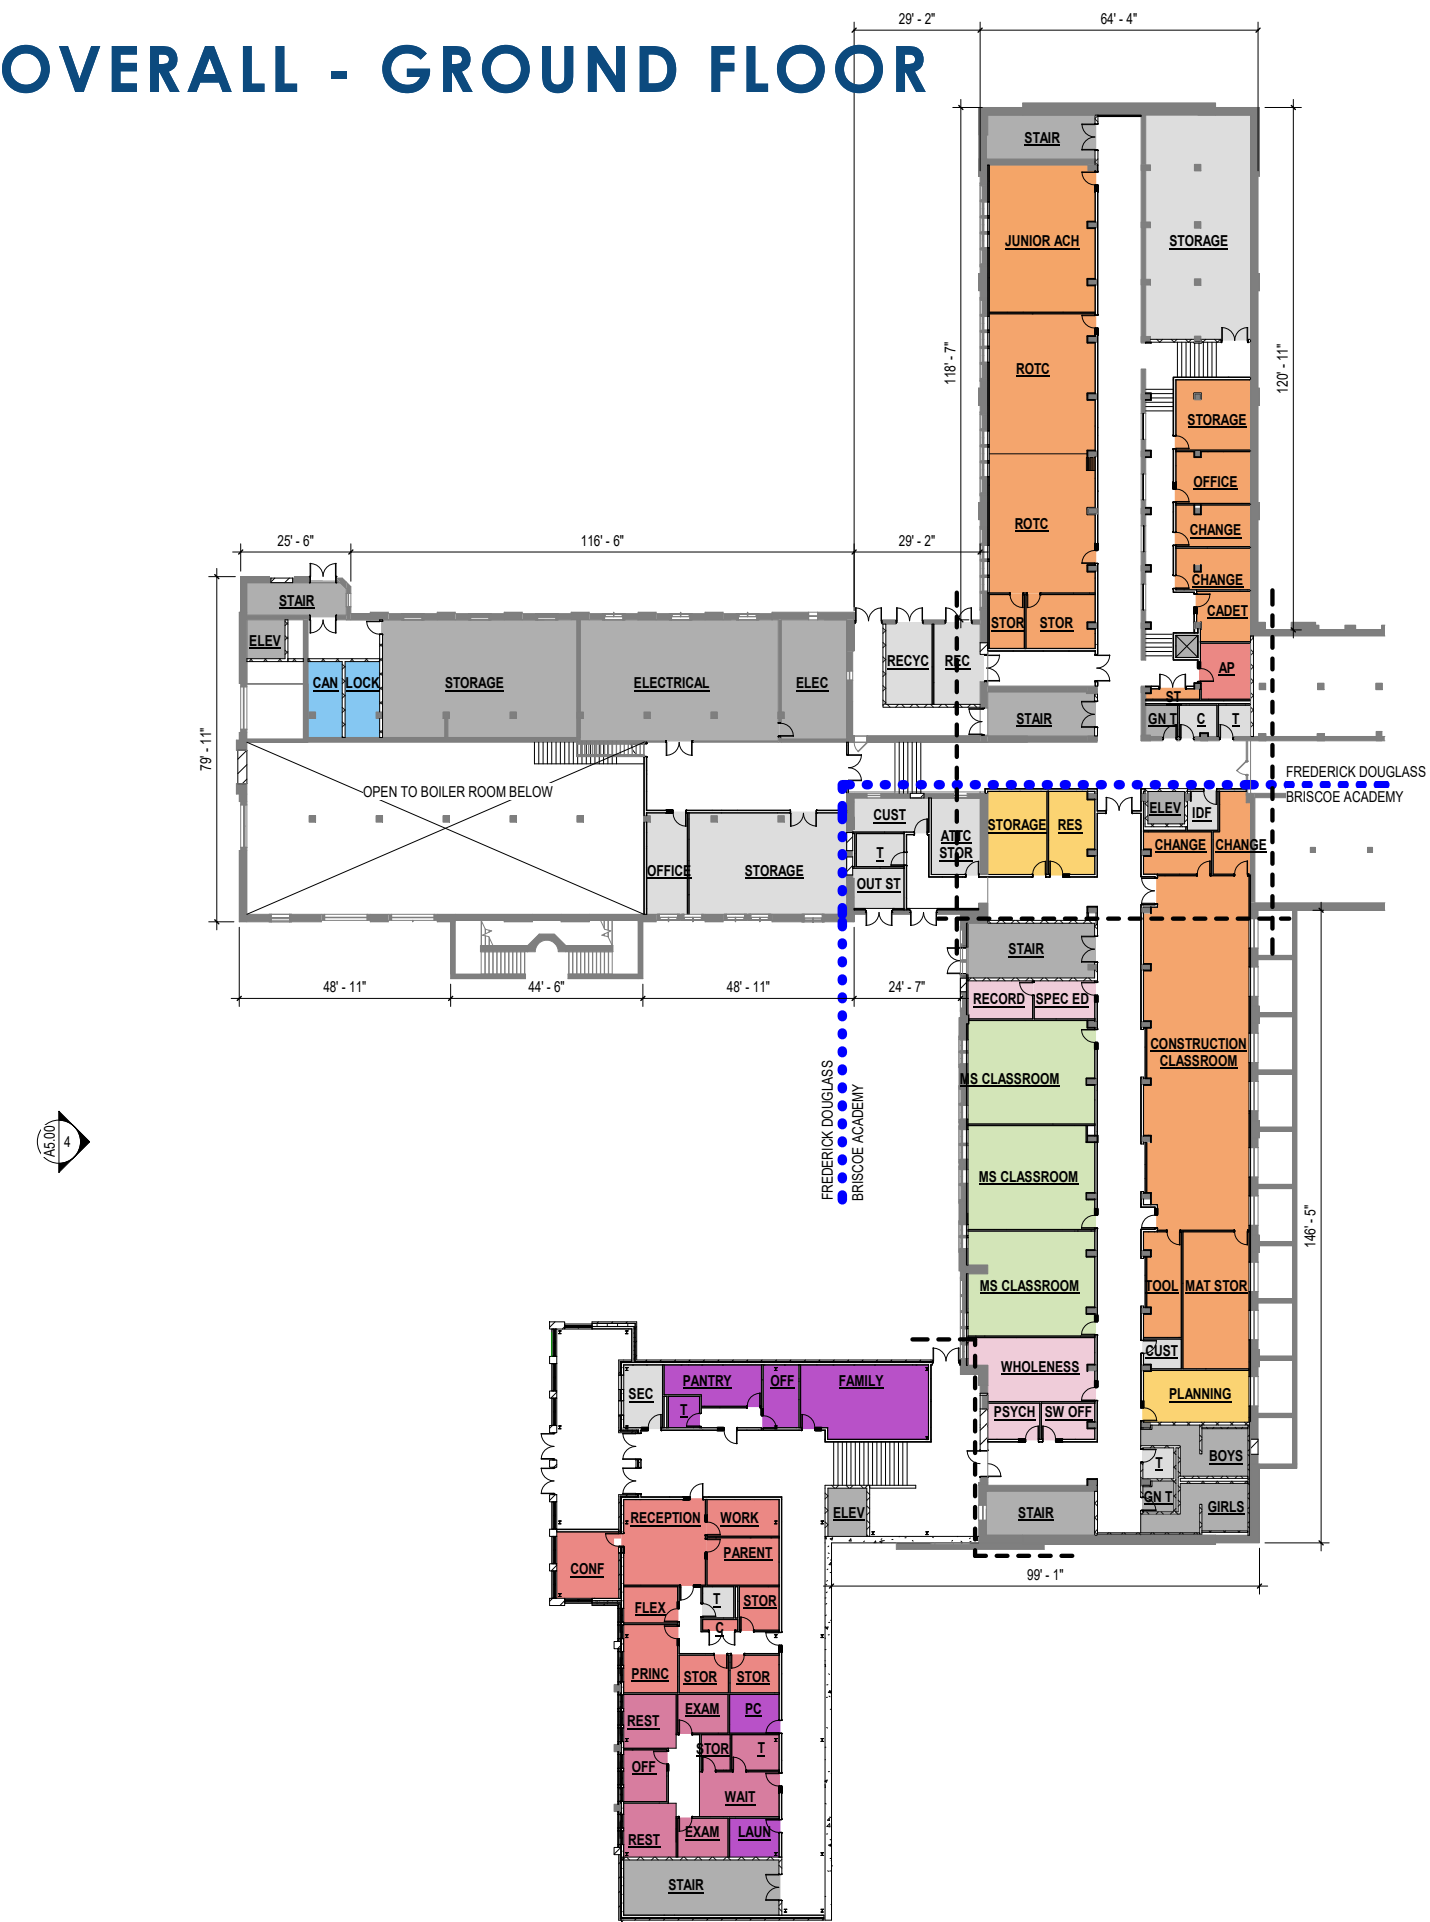 OVERALL - GROUND FLOOR
29' - 2"
64' - 4"
STAIR
JUNIOR ACH
STORAGE
118' - 7"
120' - 11"
ROTC
STORAGE
OFFICE
ROTC
CHANGE
CHANGE
25' - 6"
116' - 6"
29' - 2"
STAIR
CADET
STOR
STOR
ELEV
RECYC
REC
AP
CAN
LOCK
STORAGE
ELECTRICAL
ELEC
ST
STAIR
GN T
C
T
79' - 11"
FREDERICK DOUGLASS
BRISCOE ACADEMY
OPEN TO BOILER ROOM BELOW
ELEV
IDF
CUST
STORAGE
RES
ATTC
STOR
CHANGE
CHANGE
T
OFFICE
STORAGE
OUT ST
STAIR
48' - 11"
44' - 6"
48' - 11"
24' - 7"
RECORD
SPEC ED
CONSTRUCTION
CLASSROOM
MS CLASSROOM
FREDERICK DOUGLASS
BRISCOE ACADEMY
A5.00
4
MS CLASSROOM
146' - 5"
MS CLASSROOM
TOOL
MAT STOR
CUST
WHOLENESS
PLANNING
SEC
PANTRY
OFF
FAMILY
T
PSYCH
SW OFF
BOYS
T
GN T
GIRLS
RECEPTION
WORK
ELEV
STAIR
PARENT
CONF
99' - 1"
FLEX
T
STOR
C
PRINC
STOR
STOR
REST
EXAM
PC
STOR
T
OFF
WAIT
REST
EXAM
LAUN
STAIR